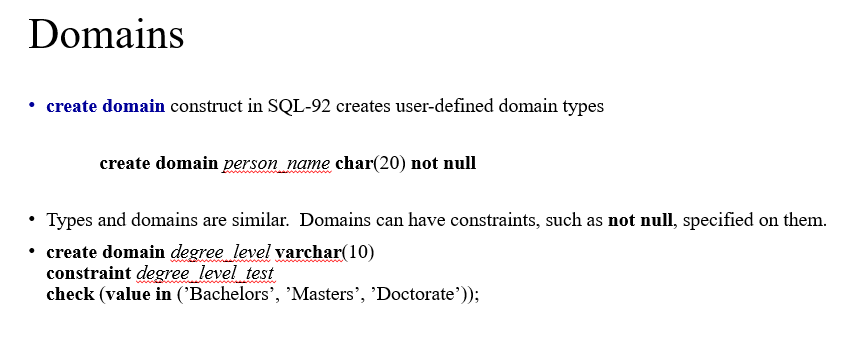 Domains
• create domain construct in SQL-92 creates user-defined domain types
create domain person_name char(20) not null
• Types and domains are similar.  Domains can have constraints, such as not null, specified on them.
• create domain degree_level varchar(10)
constraint degree_level_test
check (value in (’Bachelors’, ’Masters’, ’Doctorate’));